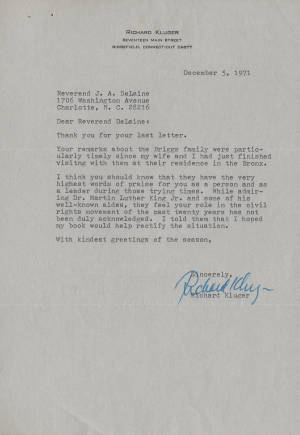 RICHARD KLUGER
SEVENTEEN MAIN STREET
RIDGEFIELD, CONNECTICUT 06877
December 5, 1971
Reverend J. A. DeLaine
1706 Washington Avenue
Charlotte, N. C. 28216
Dear Reverend DeLaine:
Thank you for your last letter.
Your remarks about the Briggs family were partic-
ularly timely since my wife and I had just finished
visiting with them at their residence in the Bronx.
I think you should know that they have the very
highest words of praise for you as a person and as
a leader during those trying times. While admir-
ing Dr. Martin Luther King Jr. and some of his
well-known aides, they feel your role in the civil
rights movement of the past twenty years has not
been duly acknowledged. I told them that I hoped
my book would help rectify the situation.
With kindest greetings of the season,
Sincerely,
Richard Kluger
Richard Kluger